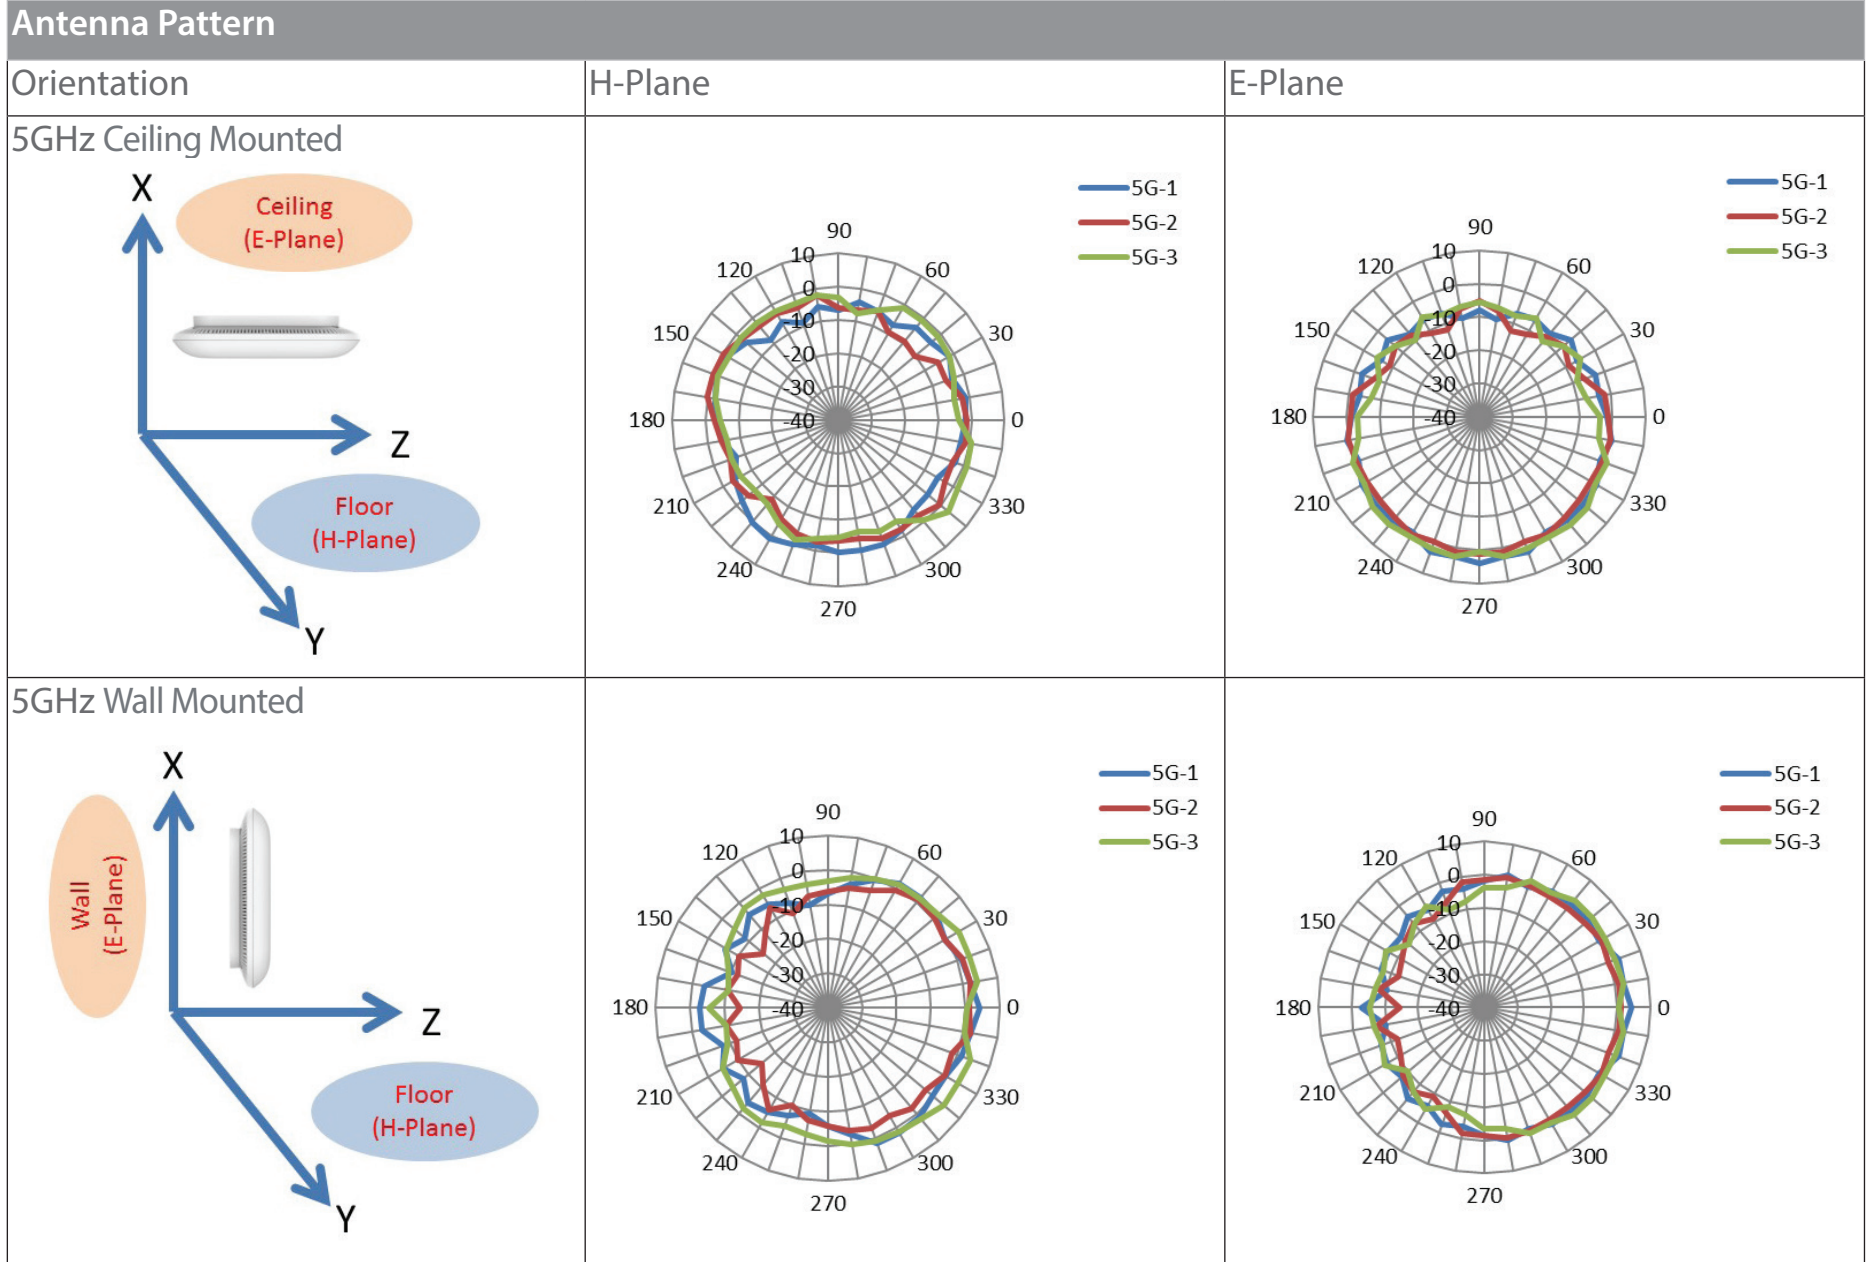 Antenna Pattern
Orientation
H-Plane
E-Plane
5GHz Ceiling Mounted
X
Ceiling
(E-Plane)
Z
Floor
(H-Plane)
Y
5G-1
5G-2
5G-3
90
120
60
150
30
180
0
210
330
240
300
270
10
0
-10
-20
-30
-40
5G-1
5G-2
5G-3
90
120
60
150
30
180
0
210
330
240
300
270
10
0
-10
-20
-30
-40
5GHz Wall Mounted
X
Wall
(E-Plane)
Z
Floor
(H-Plane)
Y
5G-1
5G-2
5G-3
90
120
60
150
30
180
0
210
330
240
300
270
10
0
-10
-20
-30
-40
5G-1
5G-2
5G-3
90
120
60
150
30
180
0
210
330
240
300
270
10
0
-10
-20
-30
-40